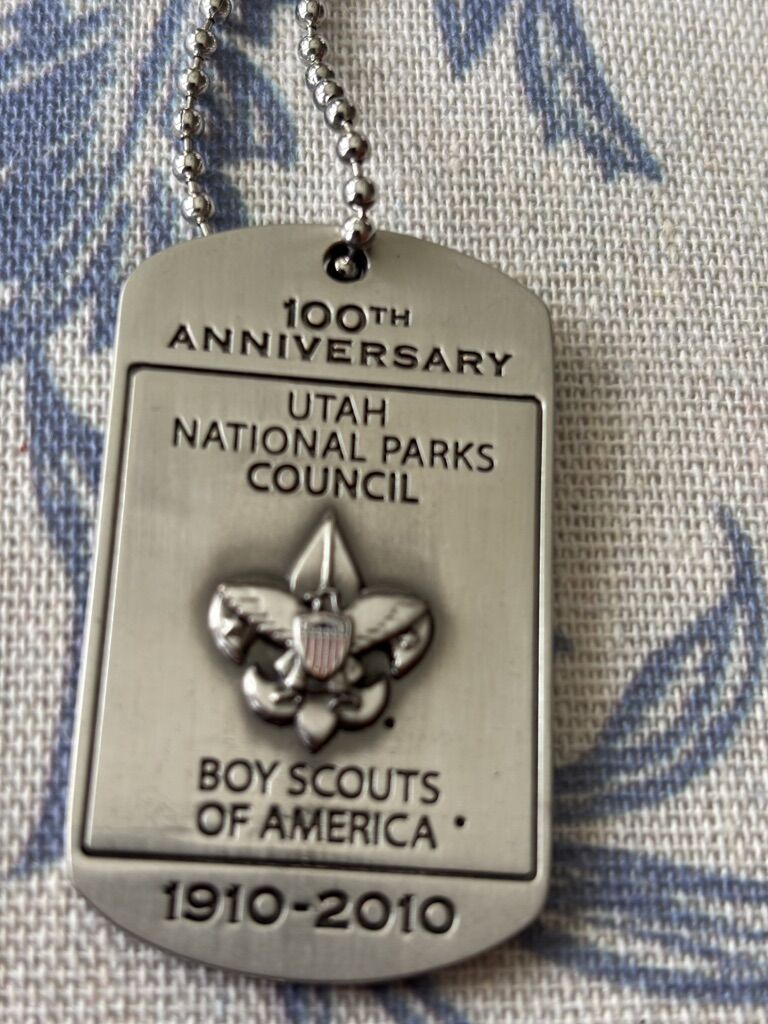 100TH
ANNIVERSARY
UTAH
NATIONAL PARKS
COUNCIL
BOY SCOUTS
OF AMERICA
1910-2010